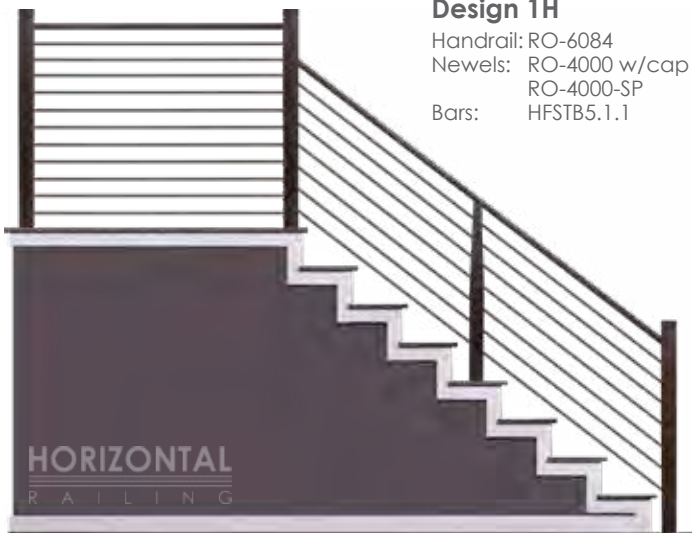 Design 1H
Handrail: RO-6084
Newels: RO-4000 w/cap
RO-4000-SP
Bars: HFSTB5.1.1
HORIZONTAL
RAILING